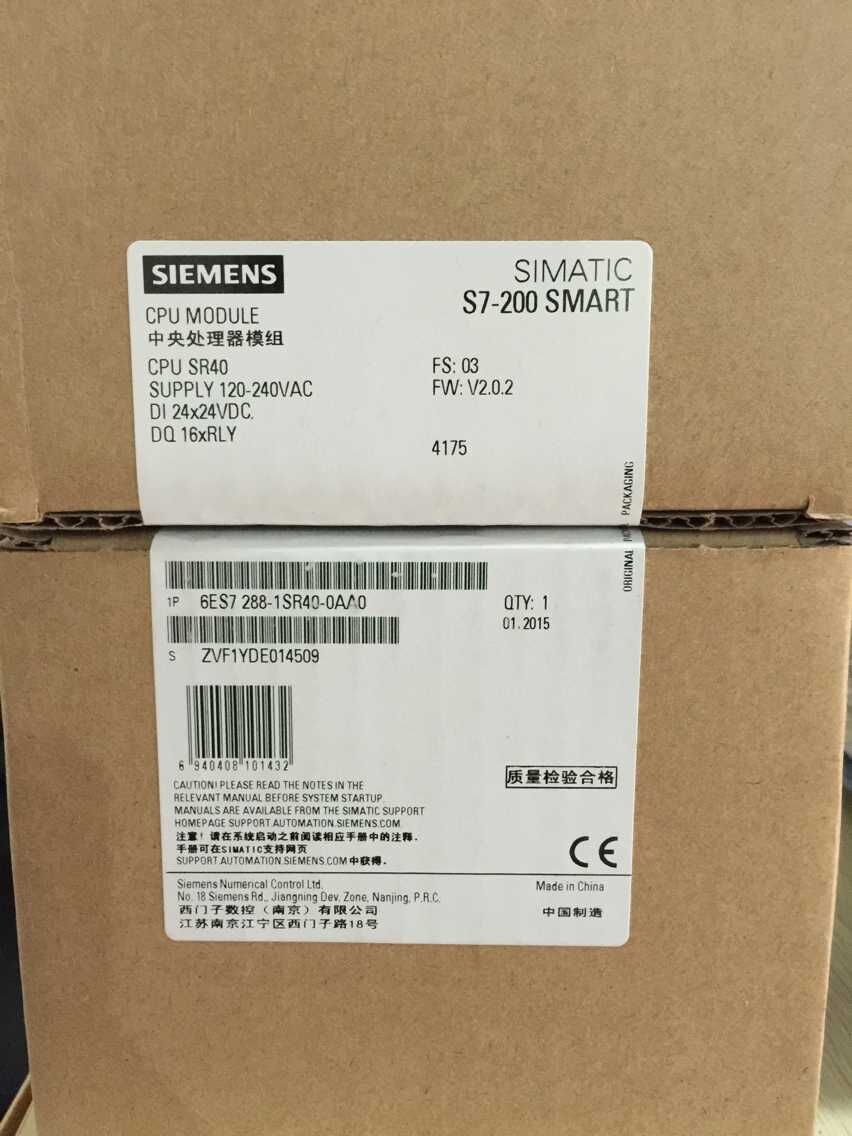 SIEMENS
SIMATIC
S7-200 SMART
CPU MODULE
中央处理器模组
CPU SR40
FS: 03
SUPPLY 120-240VAC
FW: V2.0.2
DI 24x24VDC.
DQ 16xRLY
4175
ORIGINAL PACKAGING
1P 6ES7 288-1SR40-0AA0
QTY: 1
01.2015
S ZVF1YDE014509
6 940408 101432
质量检验合格
CAUTION! PLEASE READ THE NOTES IN THE
RELEVANT MANUAL BEFORE SYSTEM STARTUP.
MANUALS ARE AVAILABLE FROM THE SIMATIC SUPPORT
HOMEPAGE SUPPORT.AUTOMATION.SIEMENS.COM.
注意！请在系统启动之前阅读相应手册中的注释.
手册可在SIMATIC支持网页
SUPPORT.AUTOMATION.SIEMENS.COM 中获得.
CE
Siemens Numerical Control Ltd.
No. 18 Siemens Rd., Jiangning Dev. Zone, Nanjing, P.R.C.
Made in China
西门子数控（南京）有限公司
中国制造
江苏南京江宁区西门子路18号